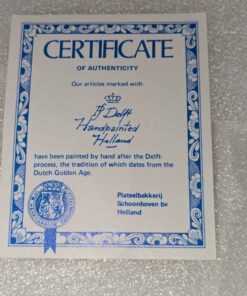 CERTIFICATE
OF AUTHENTICITY
Our articles marked with
Delft
Handpainted
Holland
have been painted by hand after the Delft-
process, the tradition of which dates from the
Dutch Golden Age.
Plateelbakkerij
Schoonhoven bv
Holland